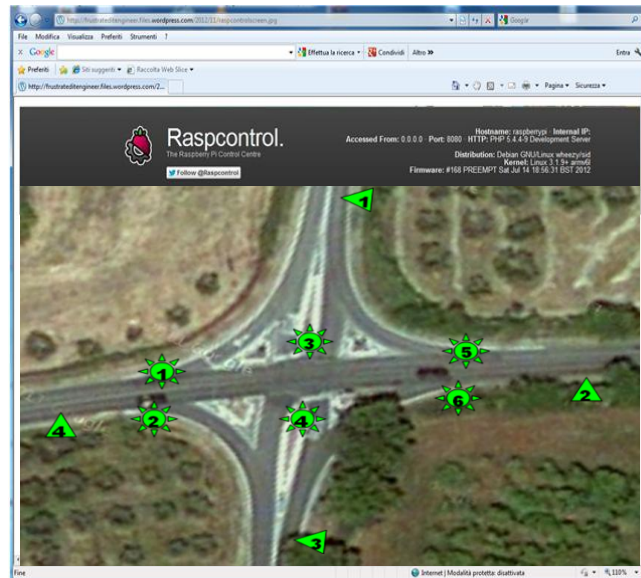 http://frustrateditengineer.files.wordpress.com/2012/11/raspcontrolscreen.jpg
Google
File Modifica Visualizza Preferiti Strumenti ?
x Google
Effettua la ricerca
Condividi
Altro
Entra
Preferiti
Siti suggeriti
Raccolta Web Slice
http://frustrateditengineer.files.wordpress.com/2...
Pagina
Sicurezza
Raspcontrol.
The Raspberry Pi Control Centre
Follow @Raspcontrol
Hostname: raspberrypi · Internal IP:
Accessed From: 0.0.0.0 · Port: 8080 · HTTP: PHP 5.4.4-9 Development Server
Distribution: Debian GNU/Linux wheezy/sid
Kernel: Linux 3.1.9+ armv6l
Firmware: #168 PREEMPT Sat Jul 14 18:56:31 BST 2012
1
3
5
1
2
4
6
2
4
3
Fine
Internet | Modalità protetta: disattivata
110%